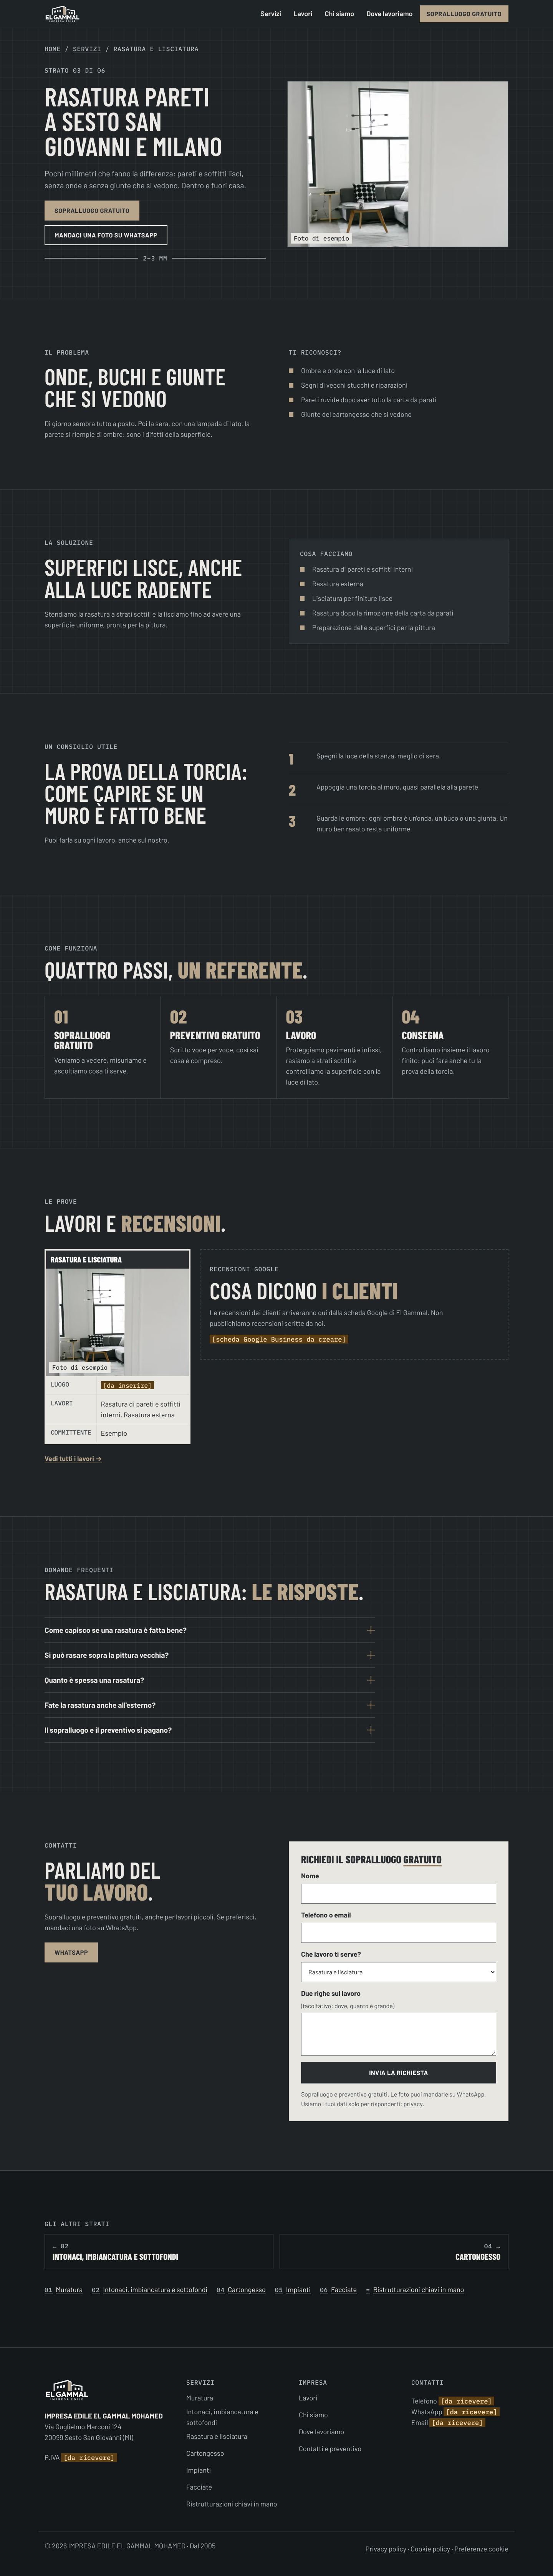 EL GAMMAL
IMPRESA EDILE
Servizi
Lavori
Chi siamo
Dove lavoriamo
SOPRALLUOGO GRATUITO
HOME / SERVIZI / RASATURA E LISCIATURA
STRATO 03 DI 06
RASATURA PARETI
A SESTO SAN
GIOVANNI E MILANO
Pochi millimetri che fanno la differenza: pareti e soffitti lisci,
senza onde e senza giunte che si vedono. Dentro e fuori casa.
SOPRALLUOGO GRATUITO
MANDACI UNA FOTO SU WHATSAPP
2–3 MM
Foto di esempio
IL PROBLEMA
ONDE, BUCHI E GIUNTE
CHE SI VEDONO
Di giorno sembra tutto a posto. Poi la sera, con una lampada di lato, la
parete si riempie di ombre: sono i difetti della superficie.
TI RICONOSCI?
Ombre e onde con la luce di lato
Segni di vecchi stucchi e riparazioni
Pareti ruvide dopo aver tolto la carta da parati
Giunte del cartongesso che si vedono
LA SOLUZIONE
SUPERFICI LISCE, ANCHE
ALLA LUCE RADENTE
Stendiamo la rasatura a strati sottili e la lisciamo fino ad avere una
superficie uniforme, pronta per la pittura.
COSA FACCIAMO
Rasatura di pareti e soffitti interni
Rasatura esterna
Lisciatura per finiture lisce
Rasatura dopo la rimozione della carta da parati
Preparazione delle superfici per la pittura
UN CONSIGLIO UTILE
LA PROVA DELLA TORCIA:
COME CAPIRE SE UN
MURO È FATTO BENE
Puoi farla su ogni lavoro, anche sul nostro.
1
Spegni la luce della stanza, meglio di sera.
2
Appoggia una torcia al muro, quasi parallela alla parete.
3
Guarda le ombre: ogni ombra è un'onda, un buco o una giunta. Un
muro ben rasato resta uniforme.
COME FUNZIONA
QUATTRO PASSI, UN REFERENTE.
01
SOPRALLUOGO
GRATUITO
Veniamo a vedere, misuriamo e
ascoltiamo cosa ti serve.
02
PREVENTIVO GRATUITO
Scritto voce per voce, così sai
cosa è compreso.
03
LAVORO
Proteggiamo pavimenti e infissi,
rasiamo a strati sottili e
controlliamo la superficie con la
luce di lato.
04
CONSEGNA
Controlliamo insieme il lavoro
finito: puoi fare anche tu la
prova della torcia.
LE PROVE
LAVORI E RECENSIONI.
RASATURA E LISCIATURA
Foto di esempio
LUOGO
[da inserire]
LAVORI
Rasatura di pareti e soffitti
interni, Rasatura esterna
COMMITTENTE
Esempio
Vedi tutti i lavori →
RECENSIONI GOOGLE
COSA DICONO I CLIENTI
Le recensioni dei clienti arriveranno qui dalla scheda Google di El Gammal. Non
pubblichiamo recensioni scritte da noi.
[scheda Google Business da creare]
DOMANDE FREQUENTI
RASATURA E LISCIATURA: LE RISPOSTE.
Come capisco se una rasatura è fatta bene?
Si può rasare sopra la pittura vecchia?
Quanto è spessa una rasatura?
Fate la rasatura anche all'esterno?
Il sopralluogo e il preventivo si pagano?
CONTATTI
PARLIAMO DEL
TUO LAVORO.
Sopralluogo e preventivo gratuiti, anche per lavori piccoli. Se preferisci,
mandaci una foto su WhatsApp.
WHATSAPP
RICHIEDI IL SOPRALLUOGO GRATUITO
Nome
Telefono o email
Che lavoro ti serve?
Rasatura e lisciatura
Due righe sul lavoro
(facoltativo: dove, quanto è grande)
INVIA LA RICHIESTA
Sopralluogo e preventivo gratuiti. Le foto puoi mandarle su WhatsApp.
Usiamo i tuoi dati solo per risponderti: privacy.
GLI ALTRI STRATI
← 02
INTONACI, IMBIANCATURA E SOTTOFONDI
04 →
CARTONGESSO
01 Muratura
02 Intonaci, imbiancatura e sottofondi
04 Cartongesso
05 Impianti
06 Facciate
= Ristrutturazioni chiavi in mano
EL GAMMAL
IMPRESA EDILE
IMPRESA EDILE EL GAMMAL MOHAMED
Via Guglielmo Marconi 124
20099 Sesto San Giovanni (MI)
P.IVA [da ricevere]
SERVIZI
Muratura
Intonaci, imbiancatura e
sottofondi
Rasatura e lisciatura
Cartongesso
Impianti
Facciate
Ristrutturazioni chiavi in mano
IMPRESA
Lavori
Chi siamo
Dove lavoriamo
Contatti e preventivo
CONTATTI
Telefono [da ricevere]
WhatsApp [da ricevere]
Email [da ricevere]
© 2026 IMPRESA EDILE EL GAMMAL MOHAMED · Dal 2005
Privacy policy · Cookie policy · Preferenze cookie